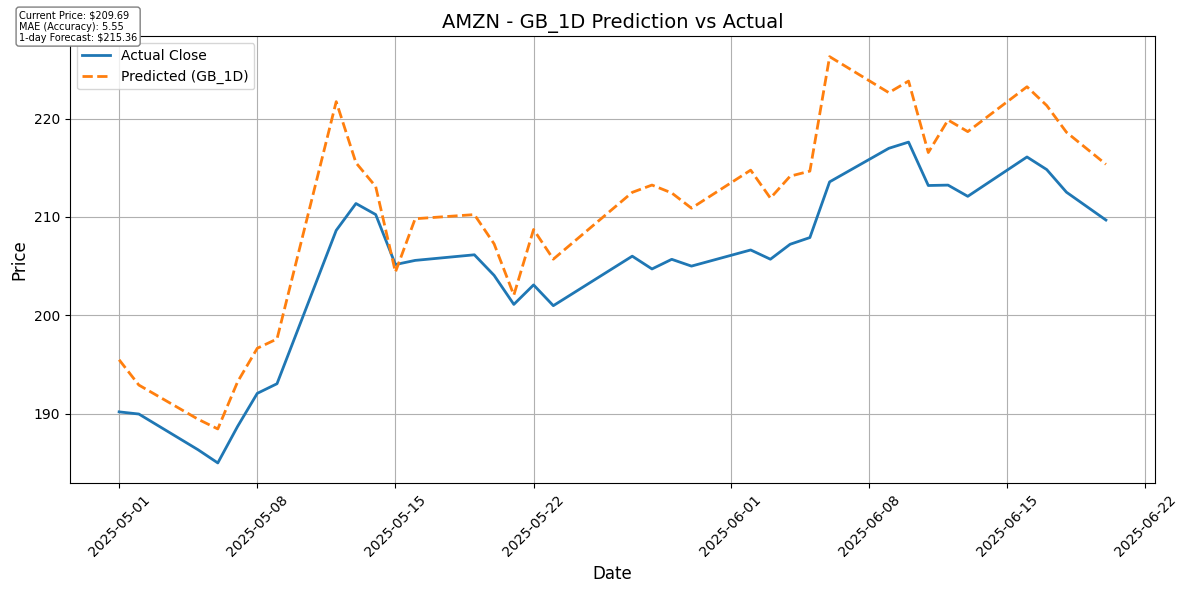 Current Price: $209.69
MAE (Accuracy): 5.55
1-day Forecast: $215.36
AMZN - GB_1D Prediction vs Actual
Actual Close
Predicted (GB_1D)
Price
220
210
200
190
2025-05-01
2025-05-08
2025-05-15
2025-05-22
2025-06-01
2025-06-08
2025-06-15
2025-06-22
Date